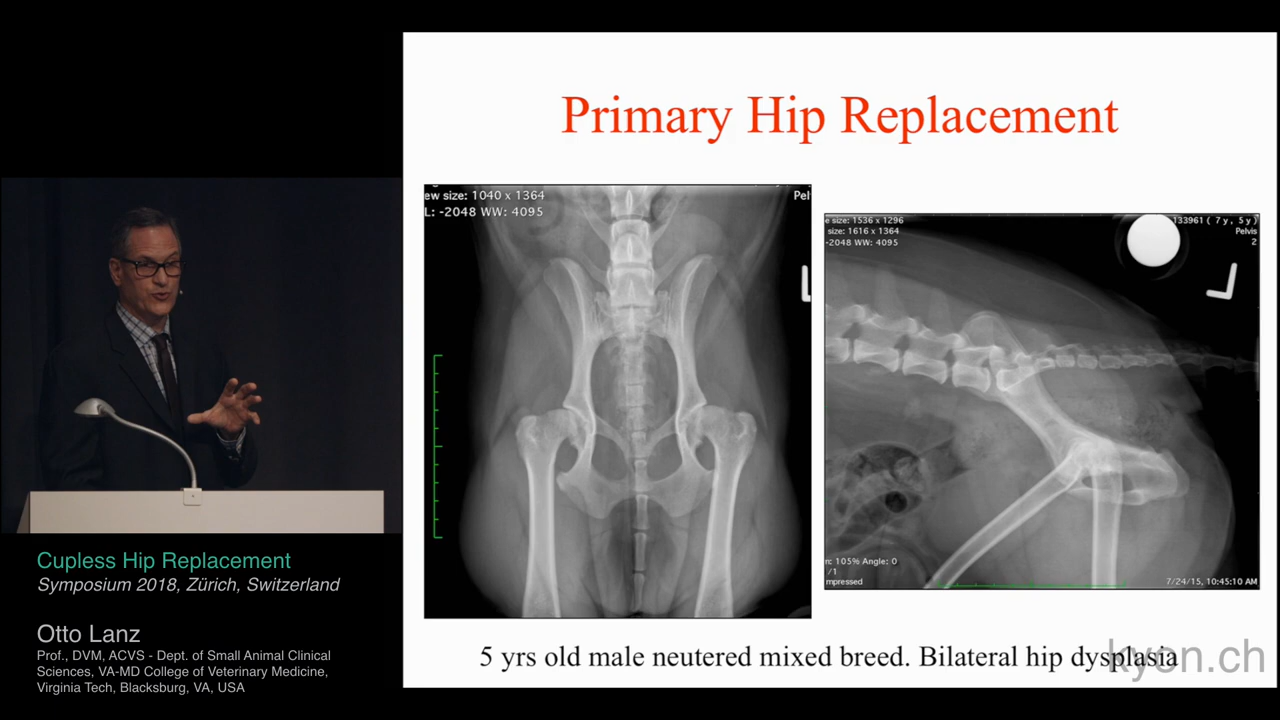 Primary Hip Replacement
ew size: 1040 x 1364
Pel
L: -2048 WW: 4095
L
e size: 1536 x 1296
133961 ( 7 y, 5 y )
size: 1616 x 1364
Pelvis
-2048 WW: 4095
2
L
n: 105% Angle: 0
/1
mpressed
7/24/15, 10:45:10 AM
5 yrs old male neutered mixed breed. Bilateral hip dysplasia
kyon.ch
Cupless Hip Replacement
Symposium 2018, Zürich, Switzerland
Otto Lanz
Prof., DVM, ACVS - Dept. of Small Animal Clinical
Sciences, VA-MD College of Veterinary Medicine,
Virginia Tech, Blacksburg, VA, USA